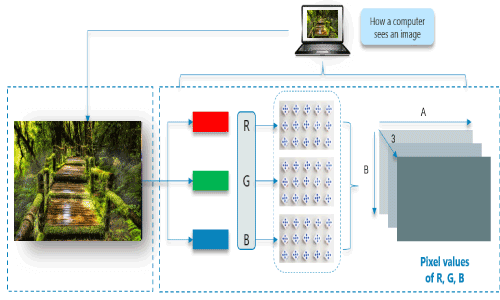 How a computer
sees an image
R
G
B
A
B
3
Pixel values
of R, G, B